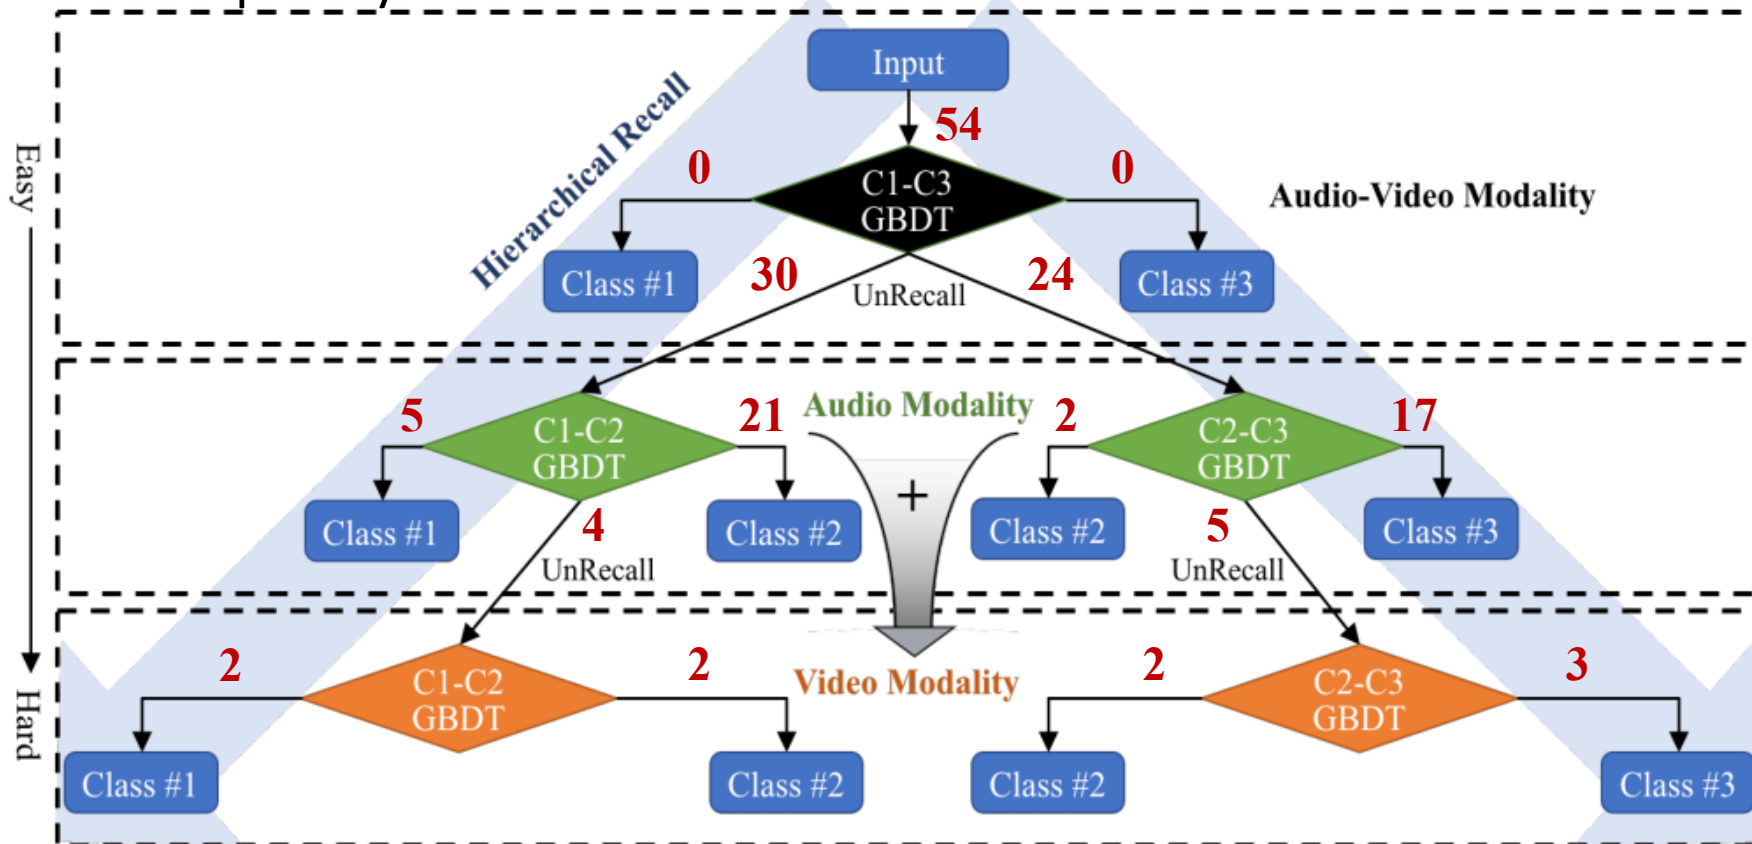 Input
54
Hierarchical Recall
0
C1-C3
GBDT
0
Audio-Video Modality
Class #1
Class #3
30
UnRecall
24
Easy
5
C1-C2
GBDT
21
Audio Modality
2
C2-C3
GBDT
17
+
Class #1
Class #2
Class #2
Class #3
4
UnRecall
5
UnRecall
2
C1-C2
GBDT
2
Video Modality
2
C2-C3
GBDT
3
Hard
Class #1
Class #2
Class #2
Class #3